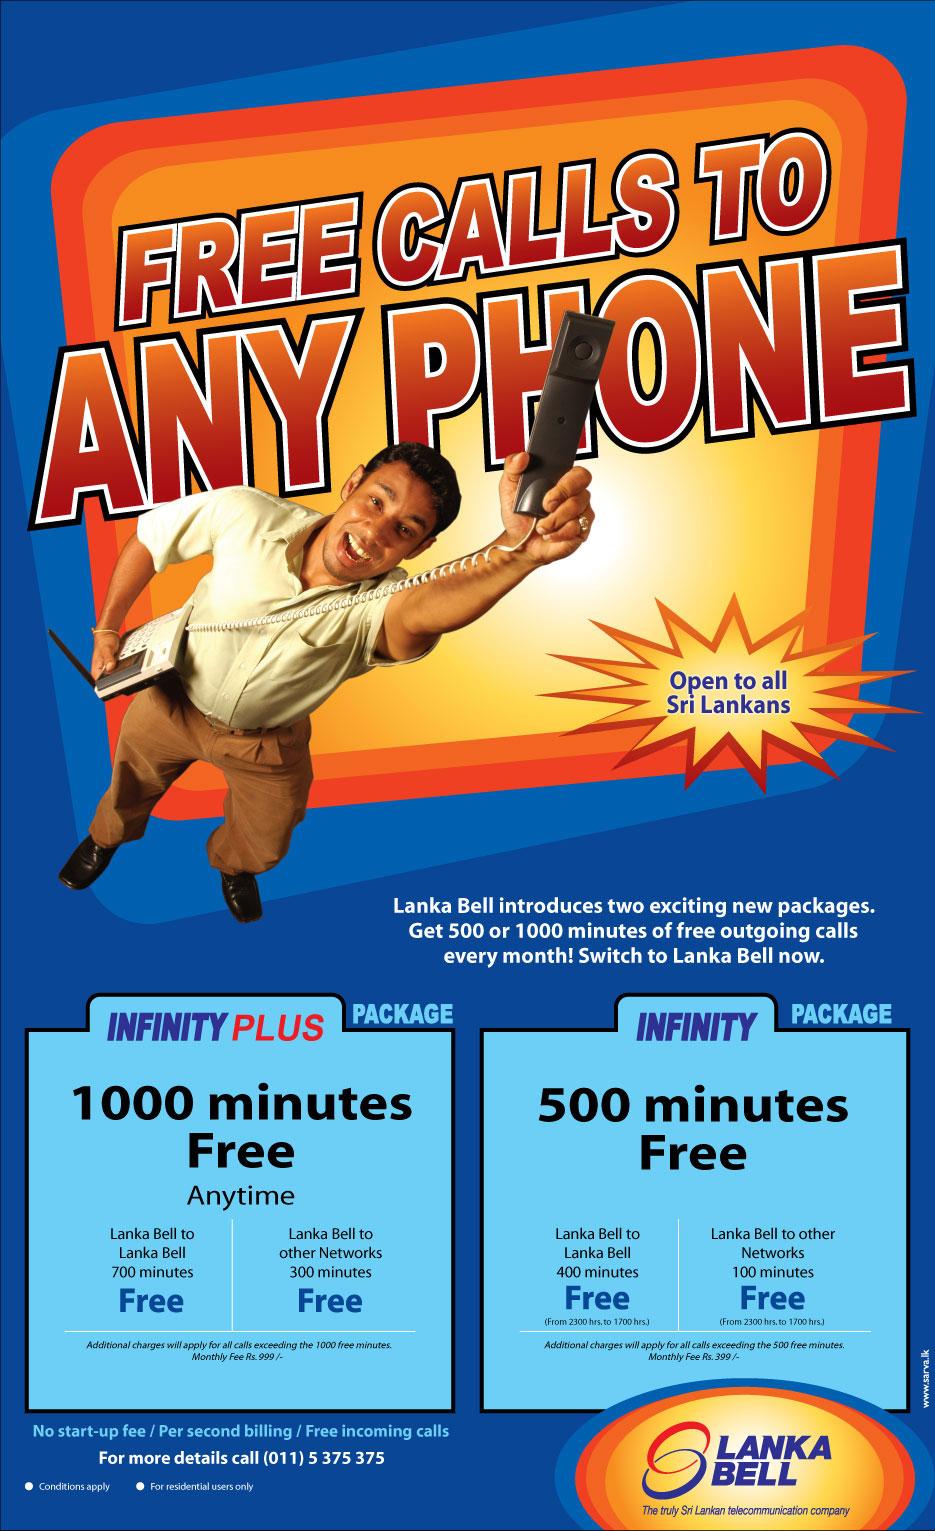 FREE CALLS TO
ANY PHONE
Open to all
Sri Lankans
Lanka Bell introduces two exciting new packages.
Get 500 or 1000 minutes of free outgoing calls
every month! Switch to Lanka Bell now.
INFINITY PLUS PACKAGE
1000 minutes
Free
Anytime
Lanka Bell to
Lanka Bell
700 minutes
Free
Lanka Bell to
other Networks
300 minutes
Free
Additional charges will apply for all calls exceeding the 1000 free minutes.
Monthly Fee Rs. 999 /-
INFINITY PACKAGE
500 minutes
Free
Lanka Bell to
Lanka Bell
400 minutes
Free
(From 2300 hrs. to 1700 hrs.)
Lanka Bell to other
Networks
100 minutes
Free
(From 2300 hrs. to 1700 hrs.)
Additional charges will apply for all calls exceeding the 500 free minutes.
Monthly Fee Rs. 399 /-
www.sarva.lk
No start-up fee / Per second billing / Free incoming calls
For more details call (011) 5 375 375
● Conditions apply ● For residential users only
LANKA
BELL
The truly Sri Lankan telecommunication company